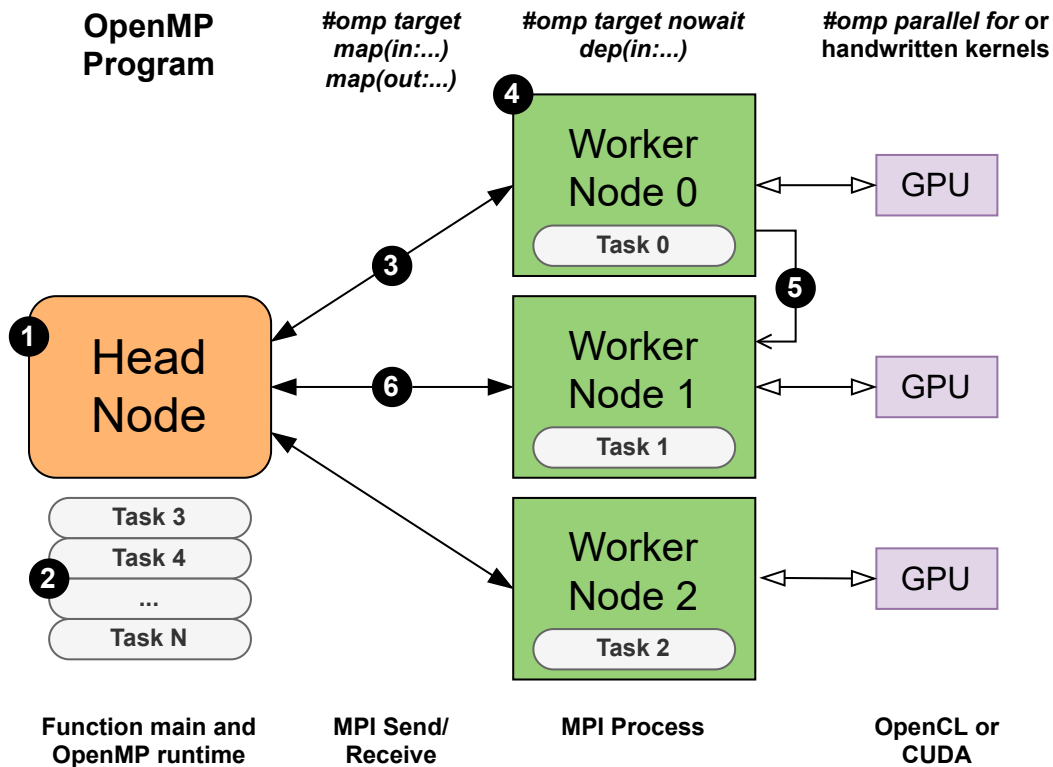 OpenMP
Program
#omp target
map(in:...)
map(out:...)
#omp target nowait
dep(in:...)
#omp parallel for or
handwritten kernels
4
Worker
Node 0
Task 0
GPU
3
5
1
Head
Node
6
Worker
Node 1
Task 1
GPU
Task 3
Task 4
2
...
Task N
Worker
Node 2
Task 2
GPU
Function main and
OpenMP runtime
MPI Send/
Receive
MPI Process
OpenCL or
CUDA